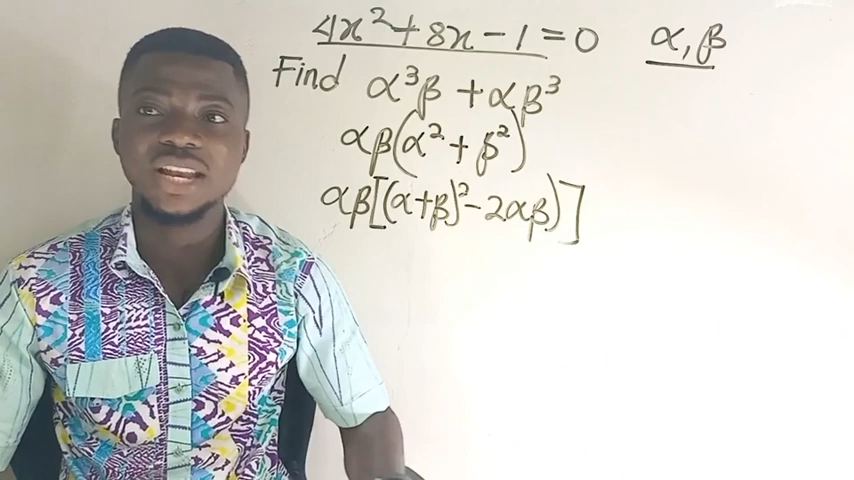 4x² + 8x - 1 = 0 α, β
Find α³β + αβ³
αβ(α² + β²)
αβ[(α+β)² - 2αβ)]